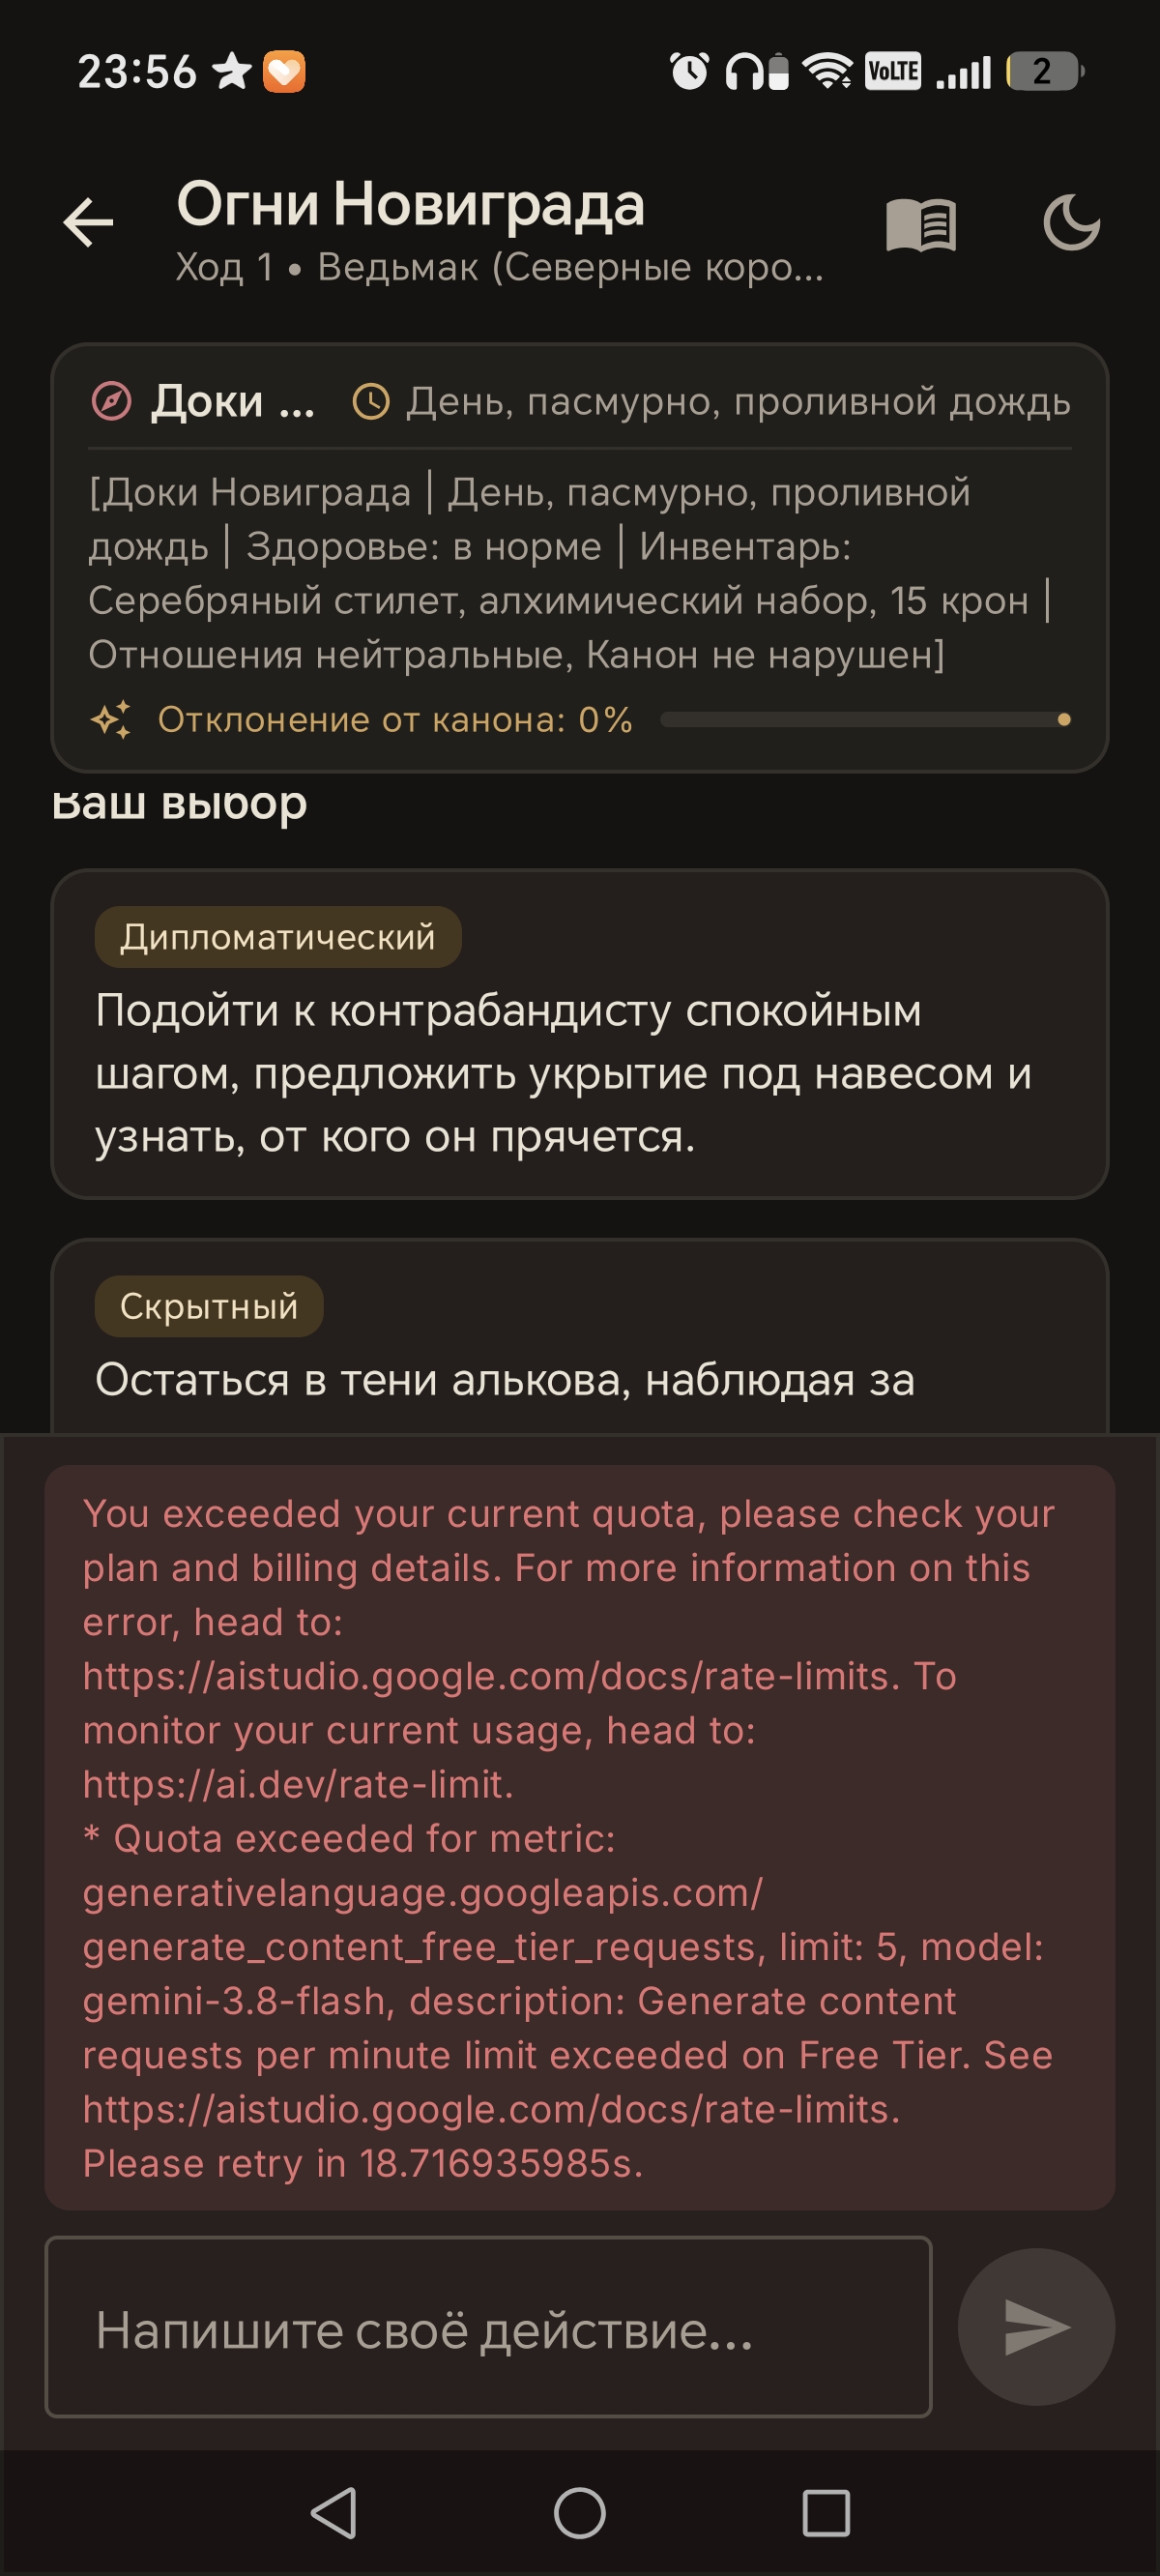 23:56
VoLTE
2
Огни Новиграда
Ход 1 • Ведьмак (Северные коро...
Доки ...
День, пасмурно, проливной дождь
[Доки Новиграда | День, пасмурно, проливной
дождь | Здоровье: в норме | Инвентарь:
Серебряный стилет, алхимический набор, 15 крон |
Отношения нейтральные, Канон не нарушен]
Отклонение от канона: 0%
Ваш выбор
Дипломатический
Подойти к контрабандисту спокойным
шагом, предложить укрытие под навесом и
узнать, от кого он прячется.
Скрытный
Остаться в тени алькова, наблюдая за
You exceeded your current quota, please check your
plan and billing details. For more information on this
error, head to:
https://aistudio.google.com/docs/rate-limits. To
monitor your current usage, head to:
https://ai.dev/rate-limit.
* Quota exceeded for metric:
generativelanguage.googleapis.com/
generate_content_free_tier_requests, limit: 5, model:
gemini-3.8-flash, description: Generate content
requests per minute limit exceeded on Free Tier. See
https://aistudio.google.com/docs/rate-limits.
Please retry in 18.716935985s.
Напишите своё действие...